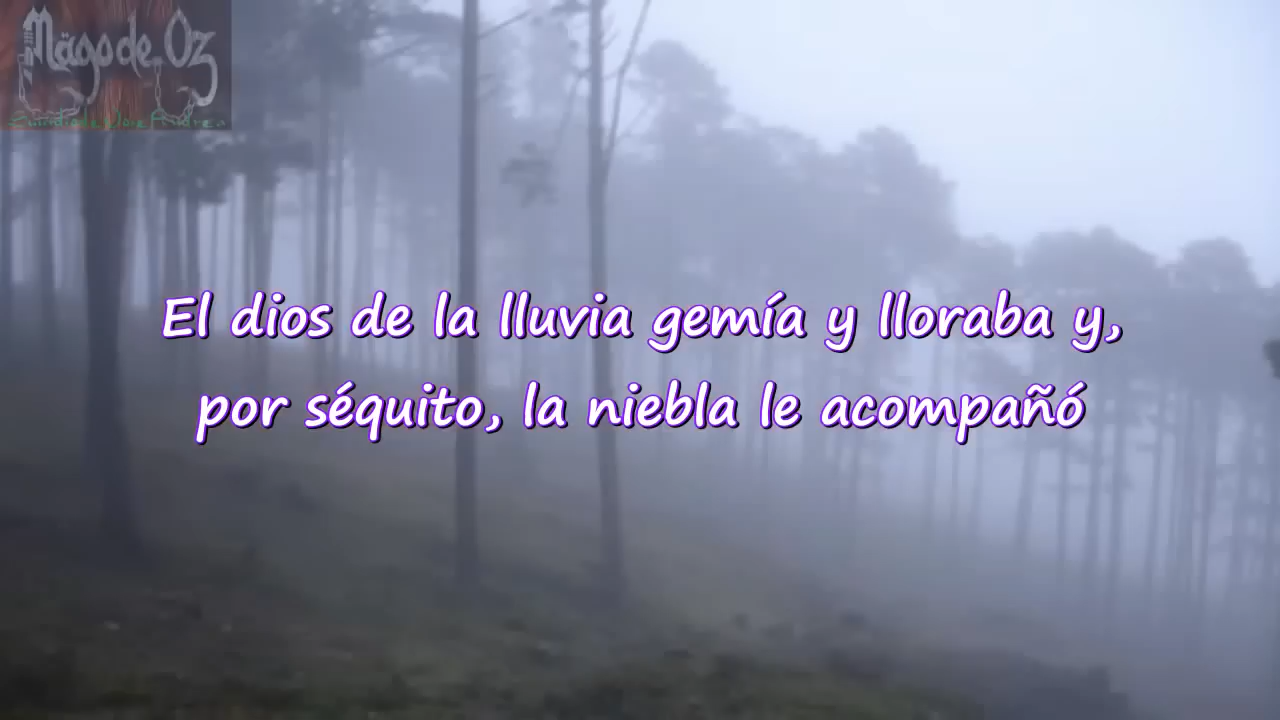 Mägo de Oz
El dios de la lluvia gemía y lloraba y,
por séquito, la niebla le acompañó